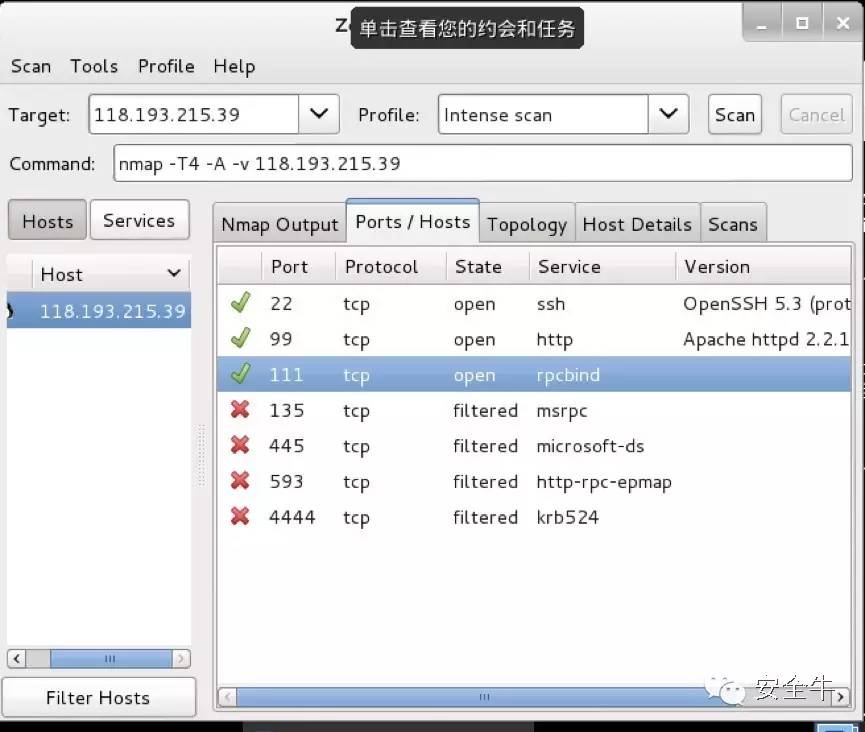 Ze
单击查看您的约会和任务
Scan Tools Profile Help
Target: 118.193.215.39 Profile: Intense scan Scan Cancel
Command: nmap -T4 -A -v 118.193.215.39
Hosts Services Nmap Output Ports / Hosts Topology Host Details Scans
Host Port Protocol State Service Version
118.193.215.39
22 tcp open ssh OpenSSH 5.3 (prot
99 tcp open http Apache httpd 2.2.1
111 tcp open rpcbind
135 tcp filtered msrpc
445 tcp filtered microsoft-ds
593 tcp filtered http-rpc-epmap
4444 tcp filtered krb524
Filter Hosts
安全牛